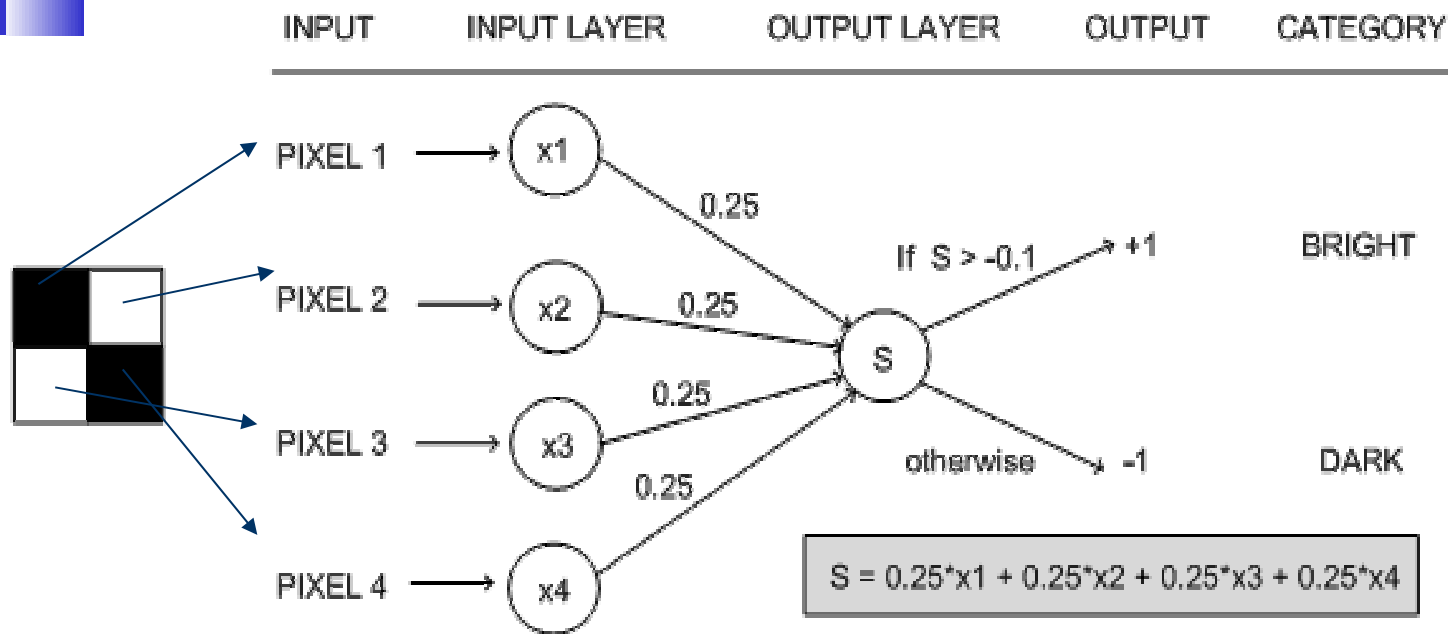 INPUT INPUT LAYER OUTPUT LAYER OUTPUT CATEGORY
PIXEL 1 x1
0.25
If S > -0.1 +1 BRIGHT
PIXEL 2 x2 0.25
S
0.25
PIXEL 3 x3
otherwise -1 DARK
0.25
PIXEL 4 x4
S = 0.25*x1 + 0.25*x2 + 0.25*x3 + 0.25*x4